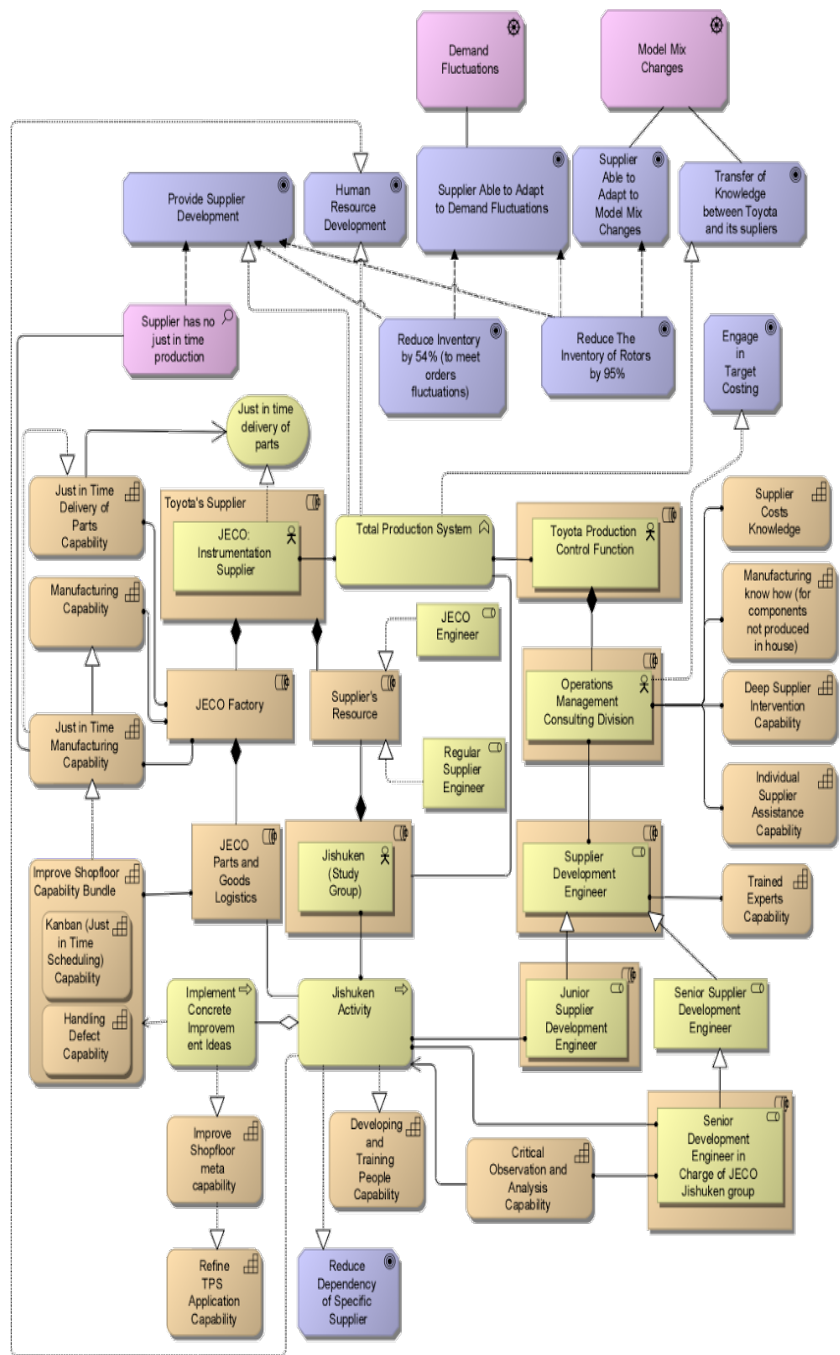 Demand
Fluctuations
Model Mix
Changes
Provide Supplier
Development
Human
Resource
Development
Supplier Able to Adapt
to Demand Fluctuations
Supplier
Able to
Adapt to
Model Mix
Changes
Transfer of
Knowledge
between Toyota
and its supliers
Supplier has no
just in time
production
Reduce Inventory
by 54% (to meet
orders
fluctuations)
Reduce The
Inventory of Rotors
by 95%
Engage
in
Target
Costing
Just in time
delivery of
parts
Just in Time
Delivery of
Parts
Capability
Toyota's Supplier
JECO:
Instrumentation
Supplier
Total Production System
Toyota Production
Control Function
Supplier
Costs
Knowledge
Manufacturing
Capability
JECO
Engineer
Manufacturing
know how (for
components
not produced
in house)
JECO Factory
Supplier's
Resource
Operations
Management
Consulting Division
Deep Supplier
Intervention
Capability
Just in Time
Manufacturing
Capability
Regular
Supplier
Engineer
Individual
Supplier
Assistance
Capability
Improve Shopfloor
Capability Bundle
JECO
Parts and
Goods
Logistics
Jishuken
(Study
Group)
Supplier
Development
Engineer
Trained
Experts
Capability
Kanban (Just
in Time
Scheduling)
Capability
Handling
Defect
Capability
Implement
Concrete
Improvem
ent Ideas
Jishuken
Activity
Junior
Supplier
Development
Engineer
Senior Supplier
Development
Engineer
Improve
Shopfloor
meta
capability
Developing
and
Training
People
Capability
Critical
Observation and
Analysis
Capability
Senior
Development
Engineer in
Charge of JECO
Jishuken group
Refine
TPS
Application
Capability
Reduce
Dependency
of Specific
Supplier